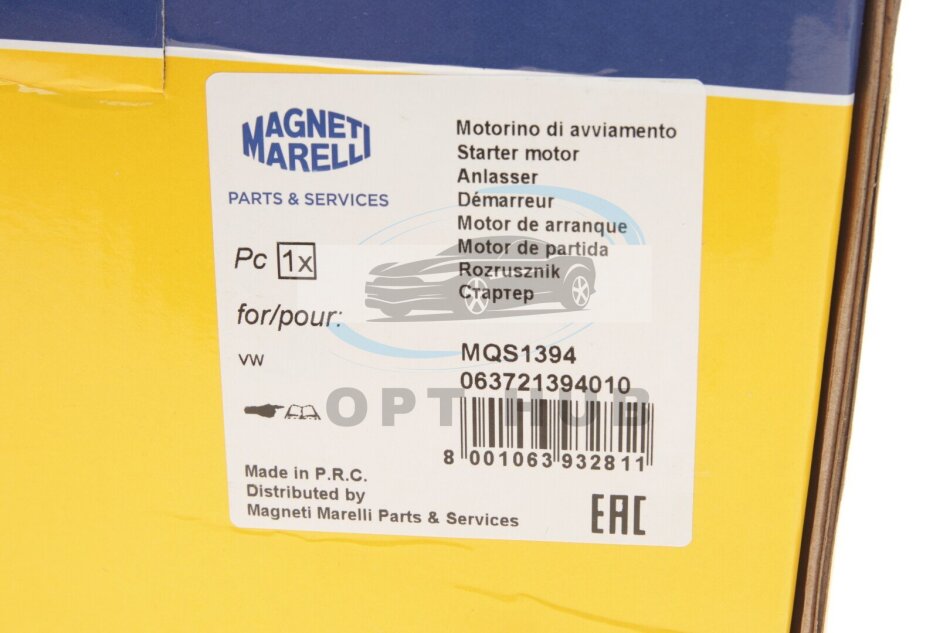 MAGNETI
MARELLI
PARTS & SERVICES
Pc 1x
for/pour:
VW
Made in P.R.C.
Distributed by
Magneti Marelli Parts & Services
Motorino di avviamento
Starter motor
Anlasser
Démarreur
Motor de arranque
Motor de partida
Rozrusznik
Стартер
MQS1394
063721394010
8 001063 932811
EAC
OPT HUB